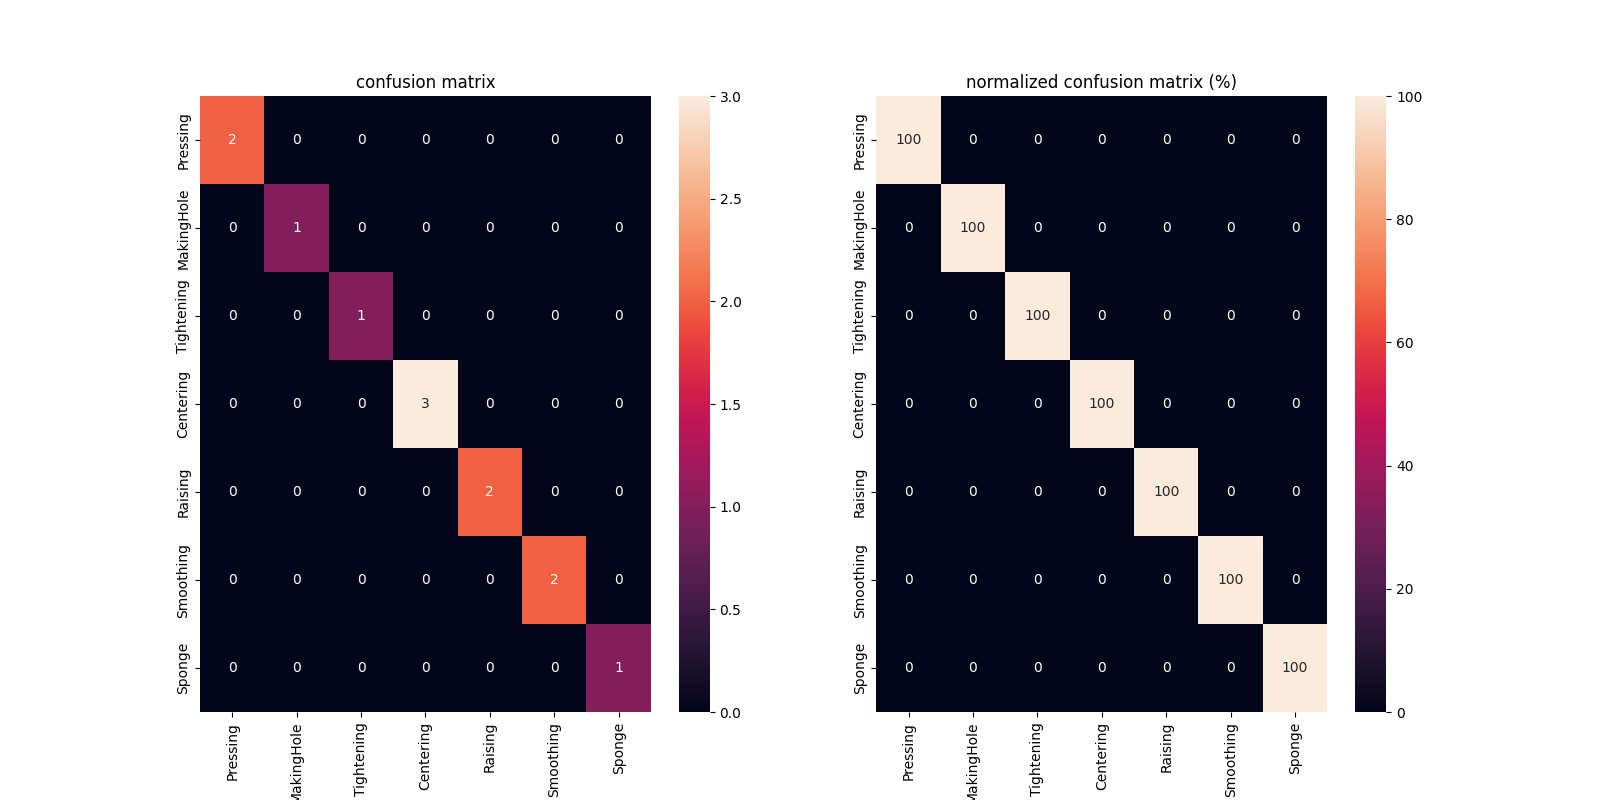 confusion matrix
normalized confusion matrix (%)
Pressing 2 0 0 0 0 0 0
MakingHole 0 1 0 0 0 0 0
Tightening 0 0 1 0 0 0 0
Centering 0 0 0 3 0 0 0
Raising 0 0 0 0 2 0 0
Smoothing 0 0 0 0 0 2 0
Sponge 0 0 0 0 0 0 1
Pressing MakingHole Tightening Centering Raising Smoothing Sponge
3.0
2.5
2.0
1.5
1.0
0.5
0.0
Pressing 100 0 0 0 0 0 0
MakingHole 0 100 0 0 0 0 0
Tightening 0 0 100 0 0 0 0
Centering 0 0 0 100 0 0 0
Raising 0 0 0 0 100 0 0
Smoothing 0 0 0 0 0 100 0
Sponge 0 0 0 0 0 0 100
Pressing MakingHole Tightening Centering Raising Smoothing Sponge
100
80
60
40
20
0